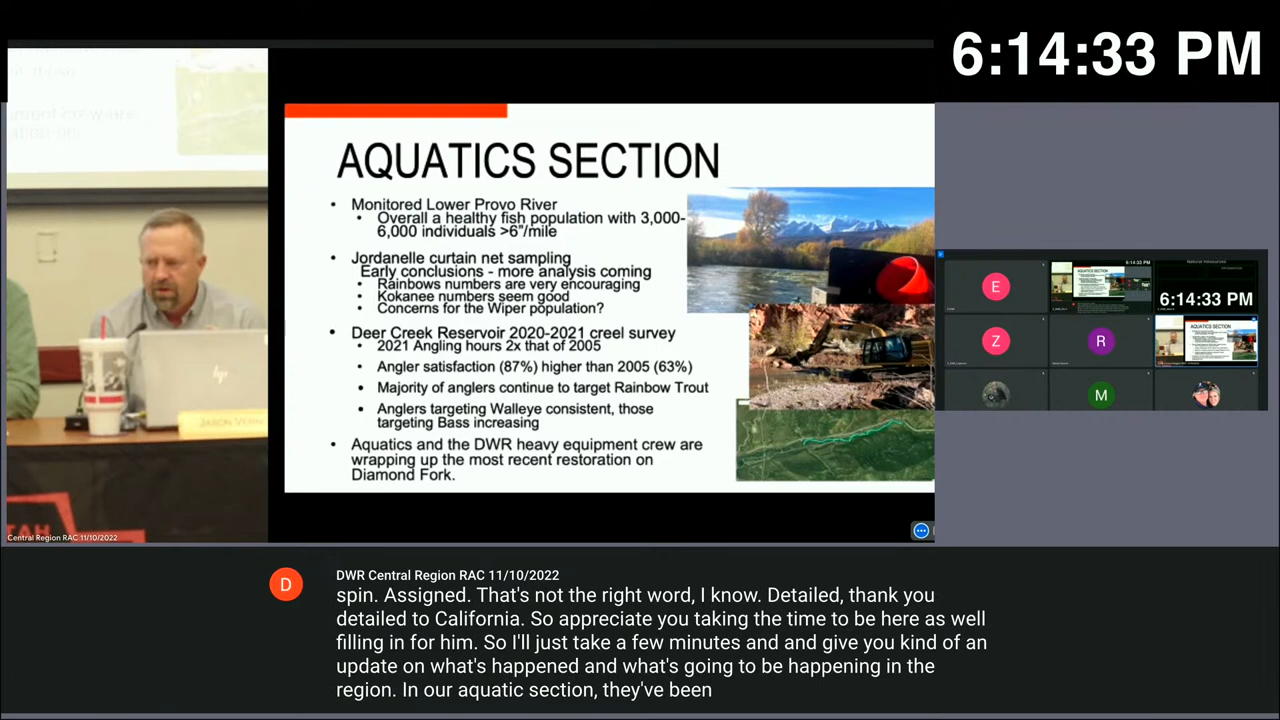 6:14:33 PM
AQUATICS SECTION
• Monitored Lower Provo River
• Overall a healthy fish population with 3,000-
6,000 individuals >6"/mile
• Jordanelle curtain net sampling
Early conclusions - more analysis coming
• Rainbows numbers are very encouraging
• Kokanee numbers seem good
• Concerns for the Wiper population?
• Deer Creek Reservoir 2020-2021 creel survey
• 2021 Angling hours 2x that of 2005
• Angler satisfaction (87%) higher than 2005 (63%)
• Majority of anglers continue to target Rainbow Trout
• Anglers targeting Walleye consistent, those
targeting Bass increasing
• Aquatics and the DWR heavy equipment crew are
wrapping up the most recent restoration on
Diamond Fork.
hp
JASON VERN
TAH
Central Region RAC 11/10/2022
E
6:14:33 PM
Z
R
AQUATICS SECTION
M
D
DWR Central Region RAC 11/10/2022
spin. Assigned. That's not the right word, I know. Detailed, thank you
detailed to California. So appreciate you taking the time to be here as well
filling in for him. So I'll just take a few minutes and and give you kind of an
update on what's happened and what's going to be happening in the
region. In our aquatic section, they've been